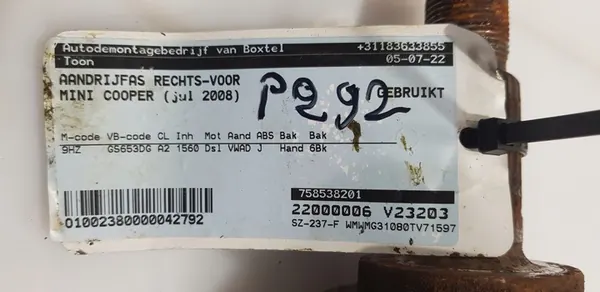 Autodemontagebedrijf van Boxtel +31183633855
Toon 05-07-22
AANDRIJFAS RECHTS-VOOR
MINI COOPER (jul 2008) P292 GEBRUIKT
M-code VB-code CL Inh Mot Aand ABS Bak Bak
9HZ G5653DG A2 1560 Dsl VWAD J Hand 6Bk
758538201
22000006 V23203
O1002380000042792 SZ-237-F WMWMG31080TV71597